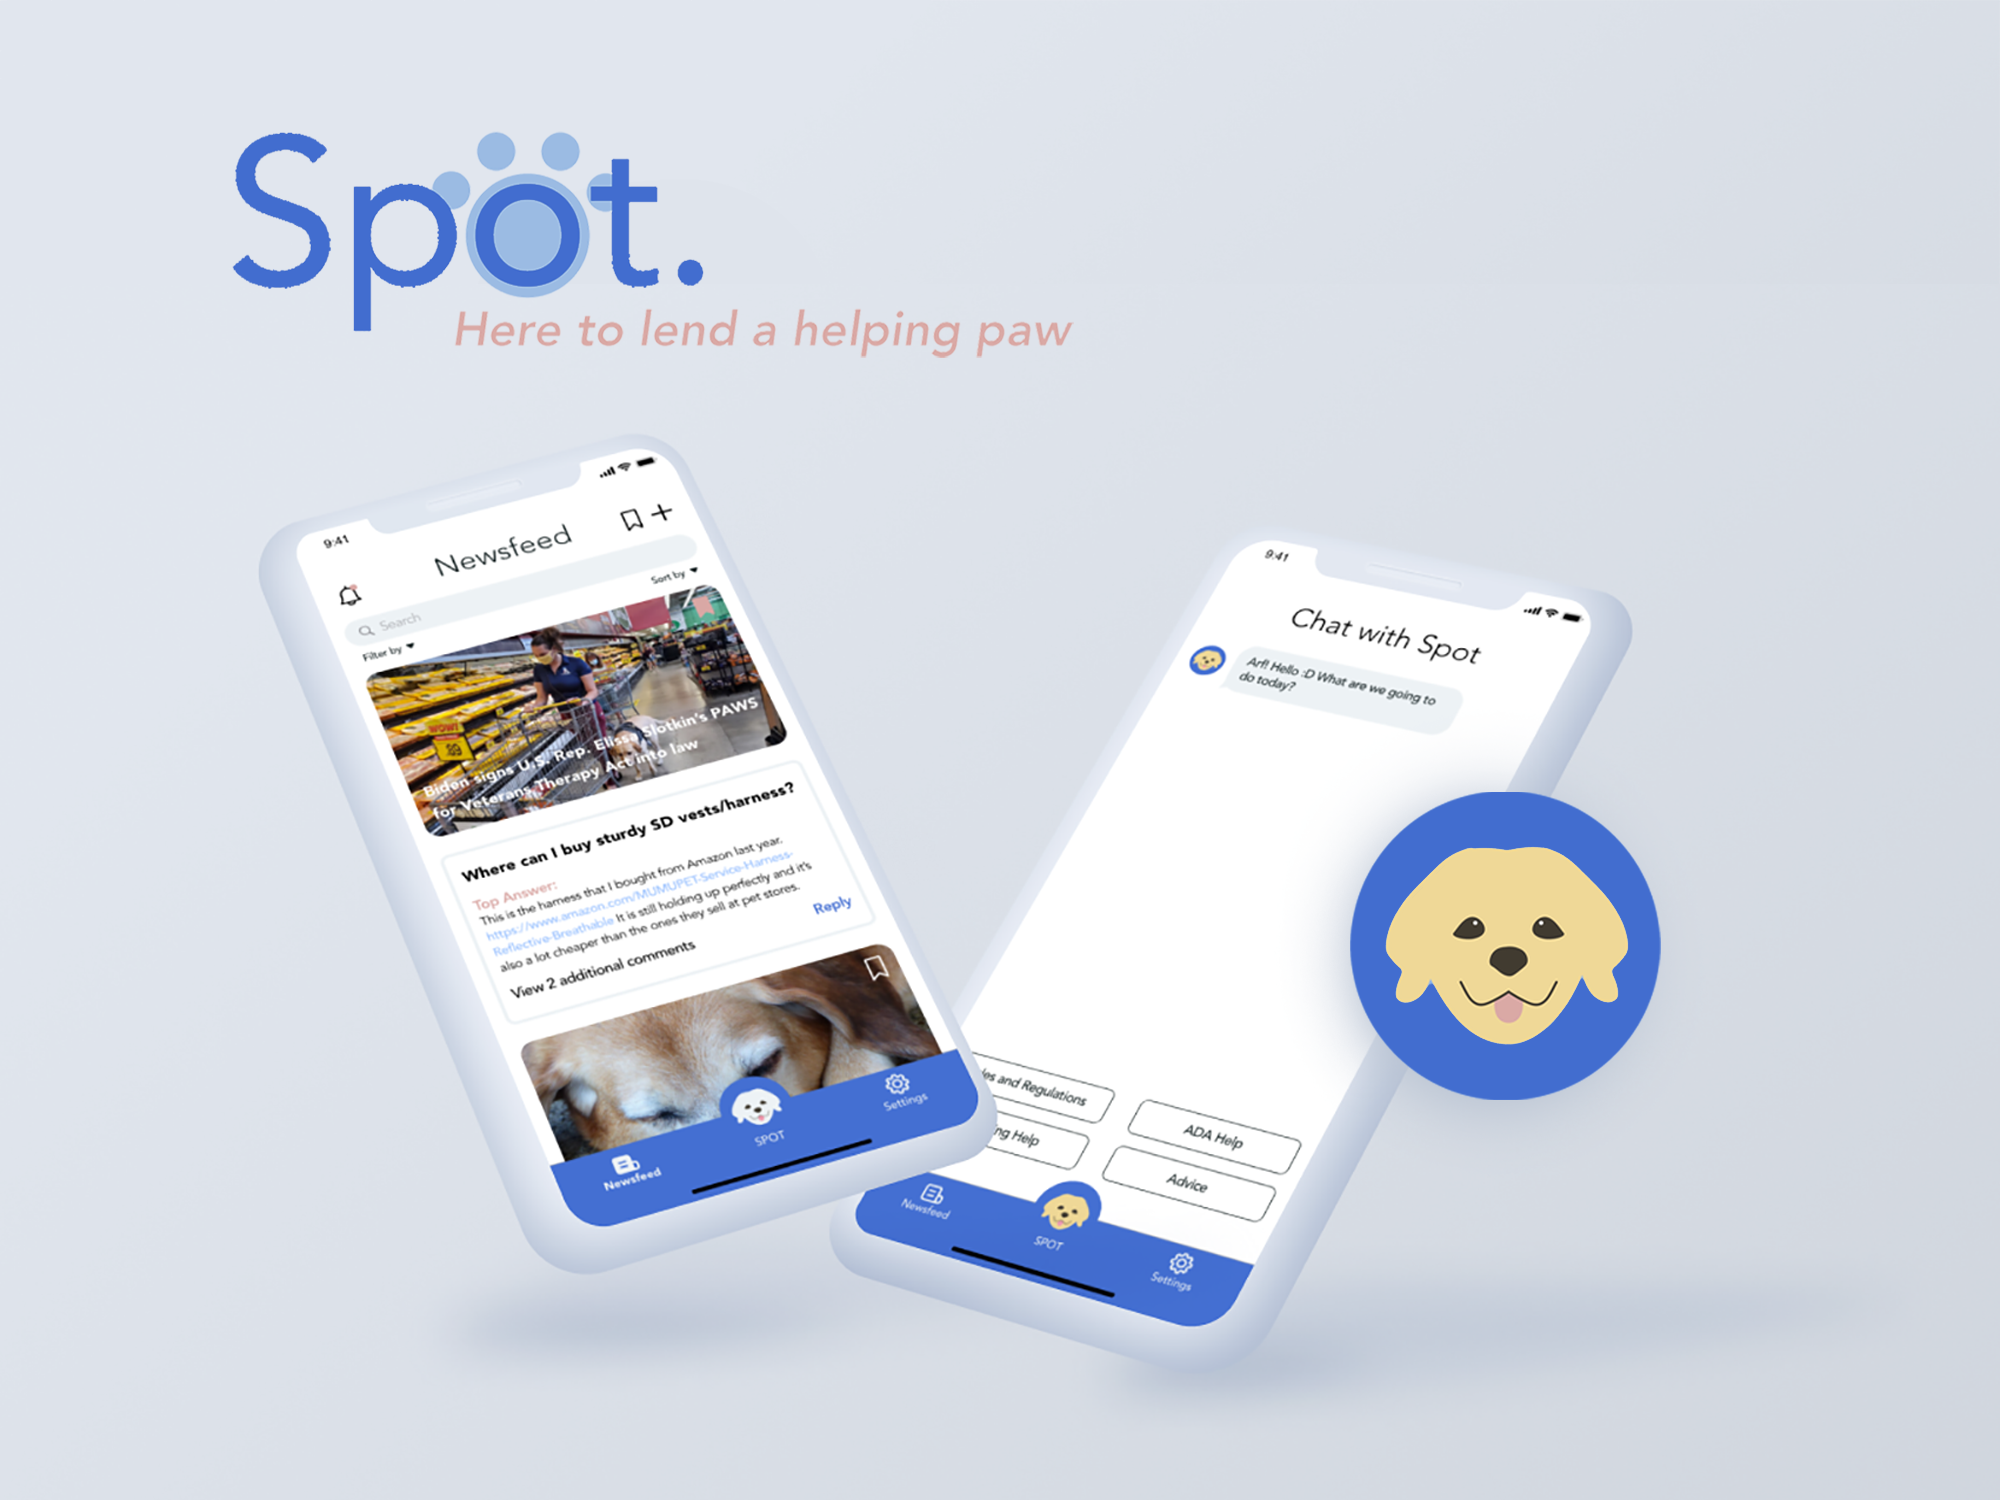 Spot.
Here to lend a helping paw
9:41
Newsfeed
Search
Sort by
Filter by
WOW!
Biden signs U.S. Rep. Elissa Slotkin's PAWS
for Veterans Therapy Act into law
Where can I buy sturdy SD vests/harness?
Top Answer:
This is the harness that I bought from Amazon last year.
https://www.amazon.com/MUMUPET-Service-Harness-
Reflective-Breathable It is still holding up perfectly and it's
also a lot cheaper than the ones they sell at pet stores.
Reply
View 2 additional comments
Newsfeed
SPOT
Settings
9:41
Chat with Spot
Arf! Hello :D What are we going to
do today?
and Regulations
ADA Help
Help
Advice
Newsfeed
SPOT
Settings